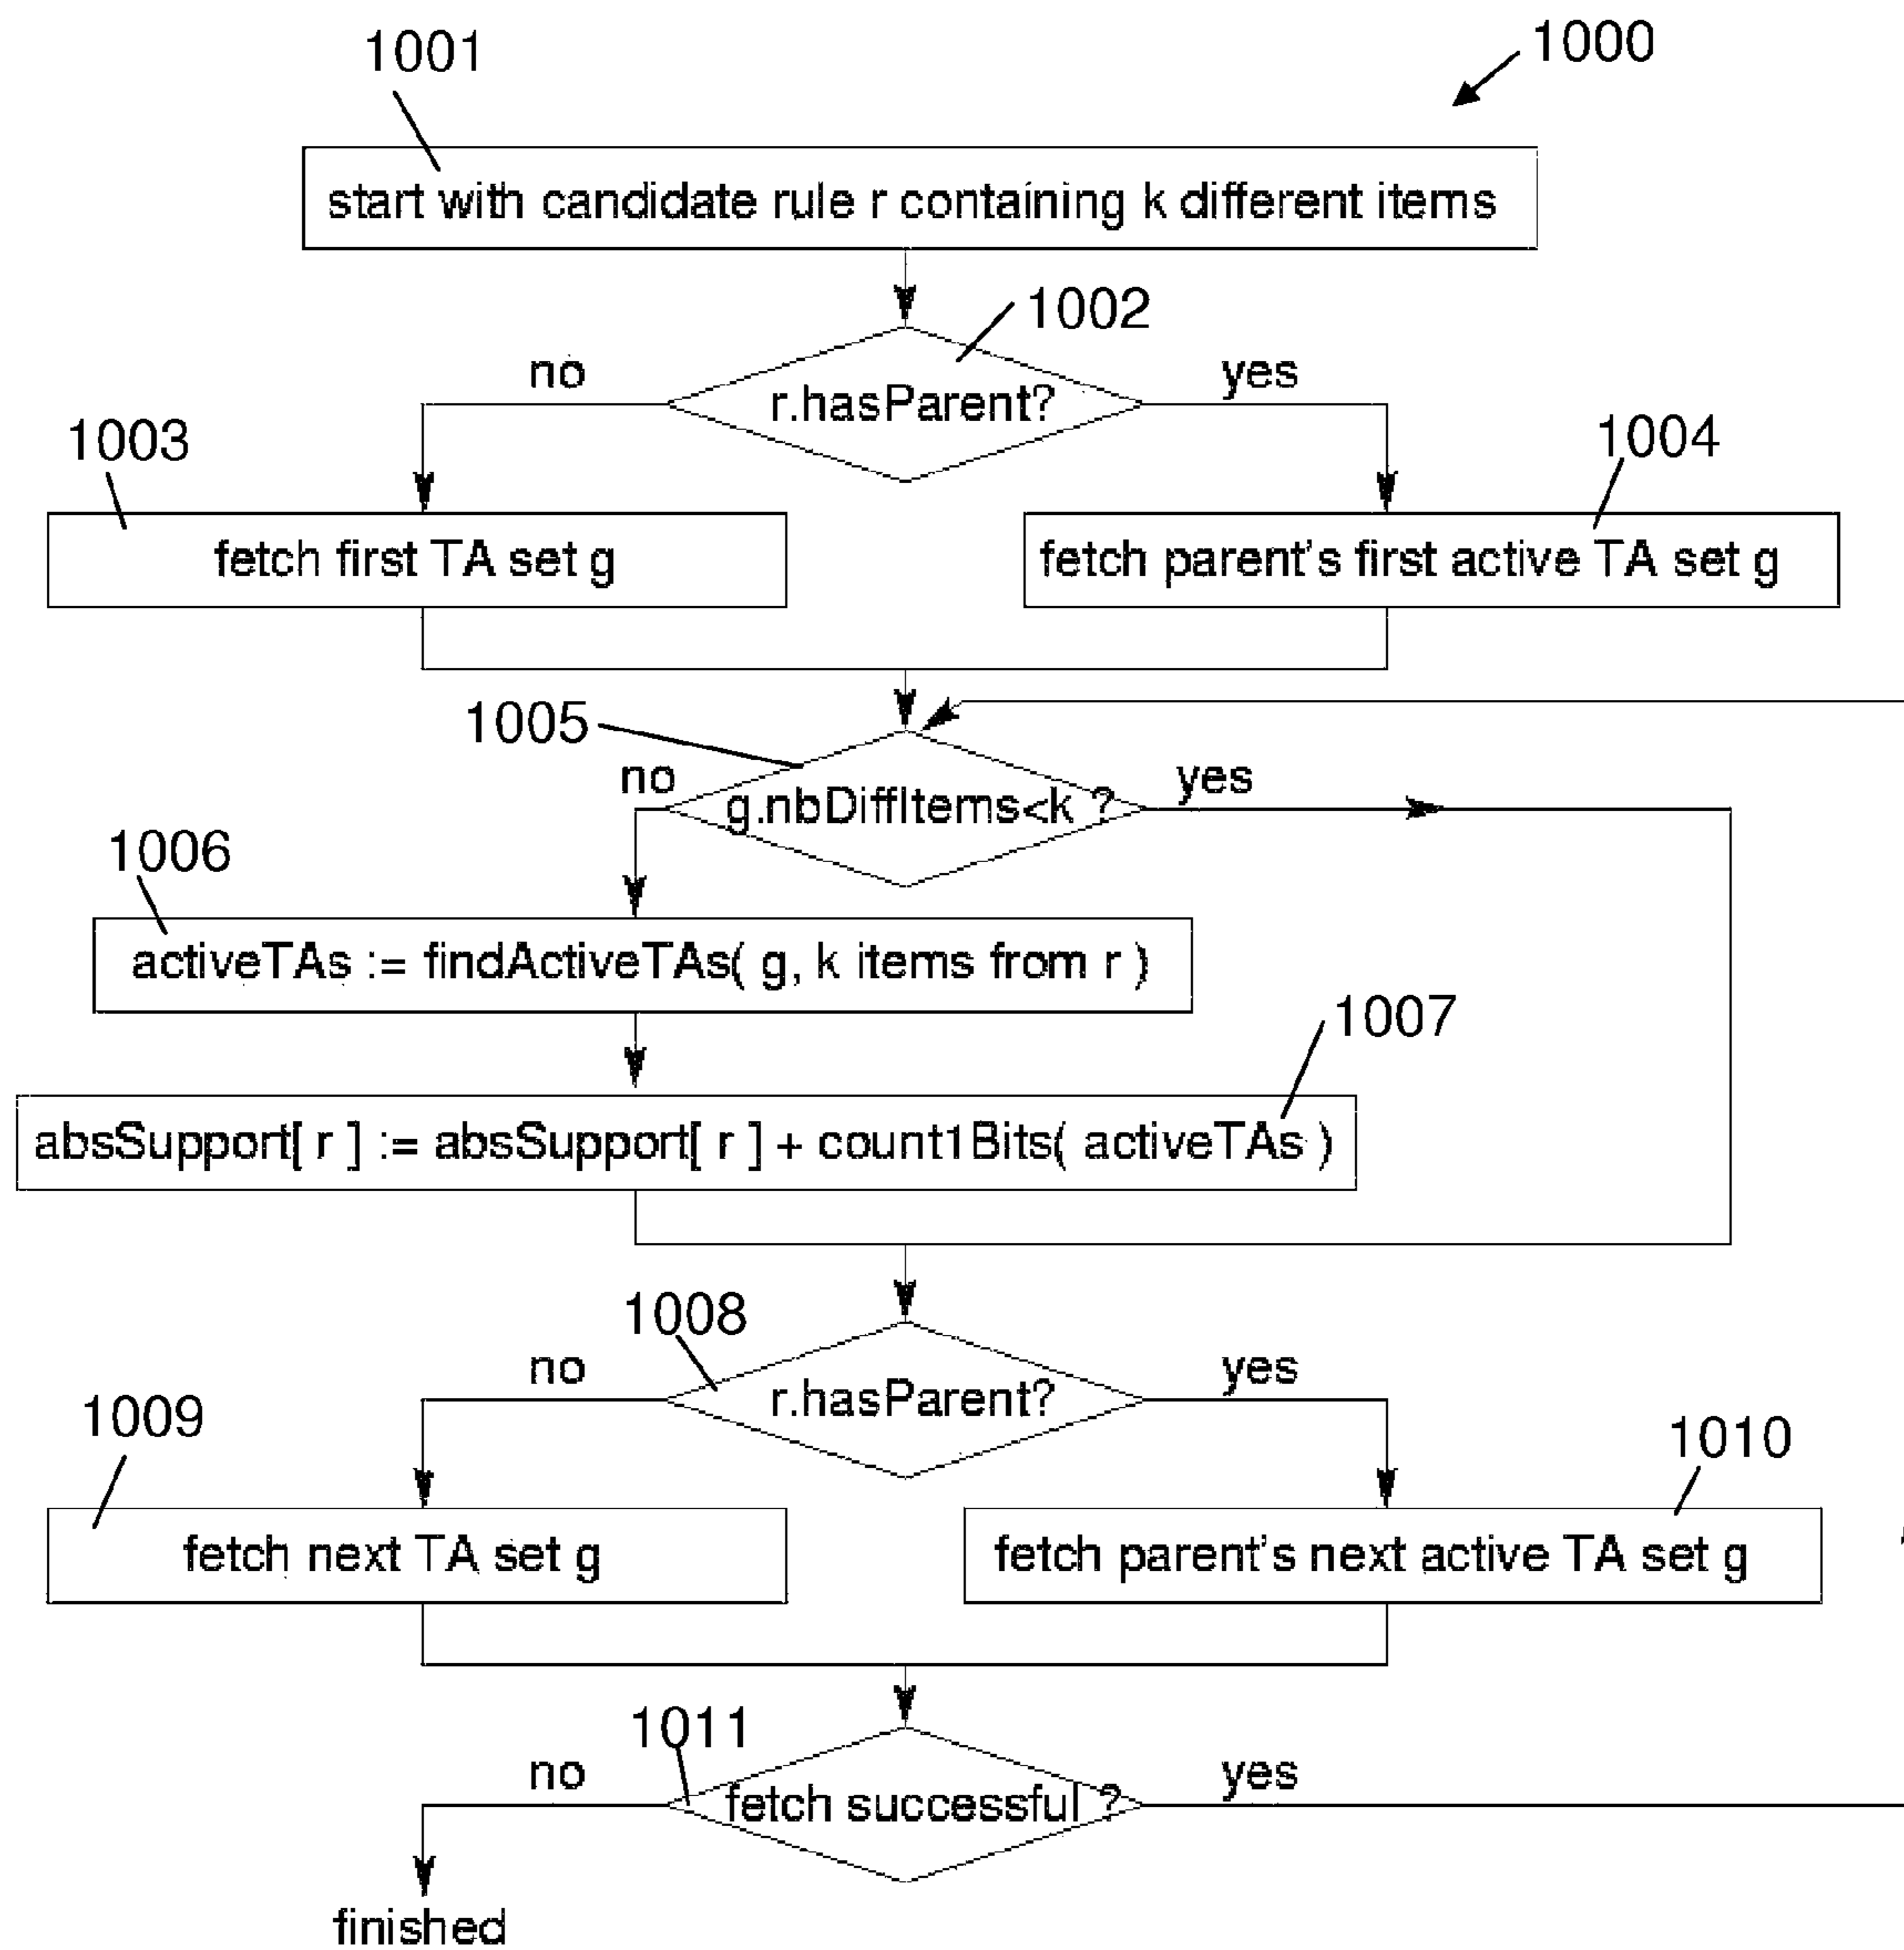 1001
1000
start with candidate rule r containing k different items
1002
no
yes
r.hasParent?
1003
1004
fetch first TA set g
fetch parent's first active TA set g
1005
no
yes
g.nbDiffItems<k ?
1006
activeTAs := findActiveTAs( g, k items from r )
1007
absSupport[ r ] := absSupport[ r ] + count1Bits( activeTAs )
1008
no
yes
r.hasParent?
1009
1010
fetch next TA set g
fetch parent's next active TA set g
1011
no
yes
fetch successful ?
finished